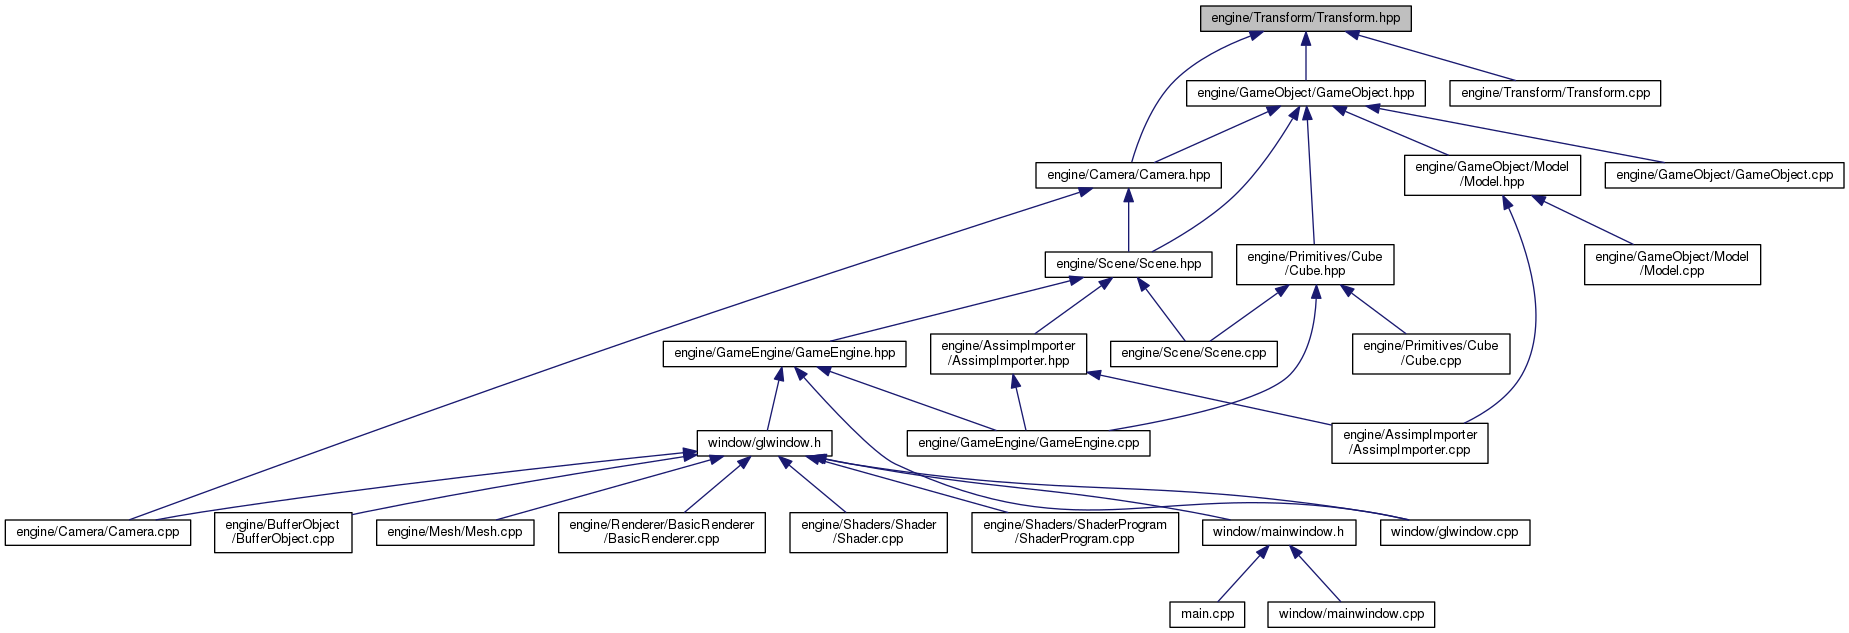 engine/Transform/Transform.hpp
engine/GameObject/GameObject.hpp
engine/Transform/Transform.cpp
engine/Camera/Camera.hpp
engine/GameObject/Model
/Model.hpp
engine/GameObject/GameObject.cpp
engine/Scene/Scene.hpp
engine/Primitives/Cube
/Cube.hpp
engine/GameObject/Model
/Model.cpp
engine/GameEngine/GameEngine.hpp
engine/AssimpImporter
/AssimpImporter.hpp
engine/Scene/Scene.cpp
engine/Primitives/Cube
/Cube.cpp
window/glwindow.h
engine/GameEngine/GameEngine.cpp
engine/AssimpImporter
/AssimpImporter.cpp
engine/Camera/Camera.cpp
engine/BufferObject
/BufferObject.cpp
engine/Mesh/Mesh.cpp
engine/Renderer/BasicRenderer
/BasicRenderer.cpp
engine/Shaders/Shader
/Shader.cpp
engine/Shaders/ShaderProgram
/ShaderProgram.cpp
window/mainwindow.h
window/glwindow.cpp
main.cpp
window/mainwindow.cpp